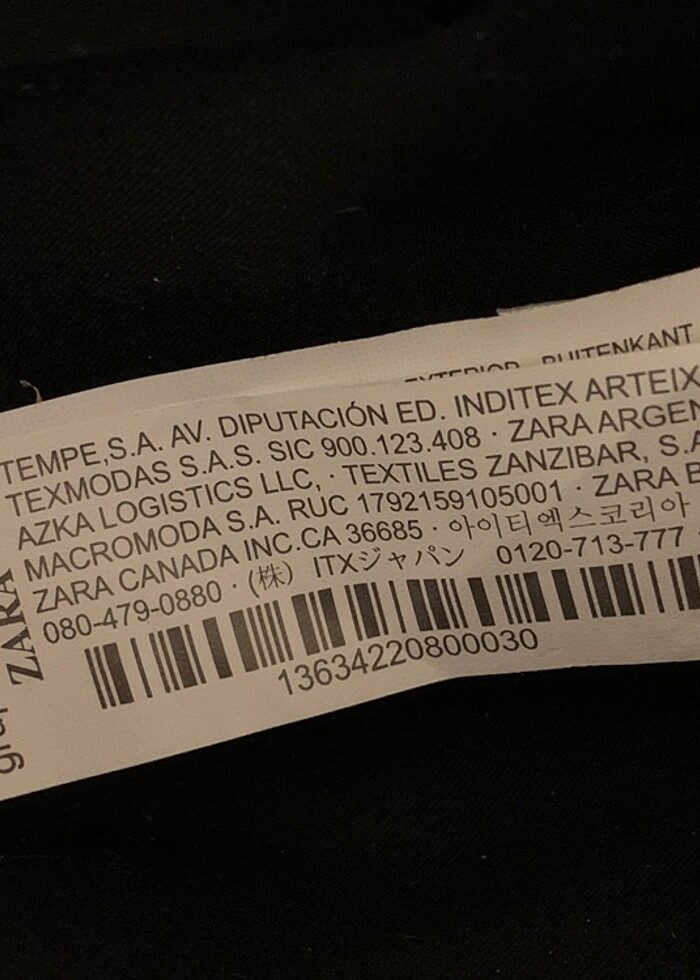 BUITENKANT
TEMPE,S.A. AV. DIPUTACIÓN ED. INDITEX ARTEIX
TEXMODAS S.A.S. SIC 900.123.408 · ZARA ARGEN
AZKA LOGISTICS LLC, · TEXTILES ZANZIBAR, S.A
MACROMODA S.A. RUC 1792159105001 · ZARA B
ZARA CANADA INC.CA 36685 · 아이티엑스코리아
080-479-0880 · (株) ITXジャパン 0120-713-777
13634220800030
ZARA